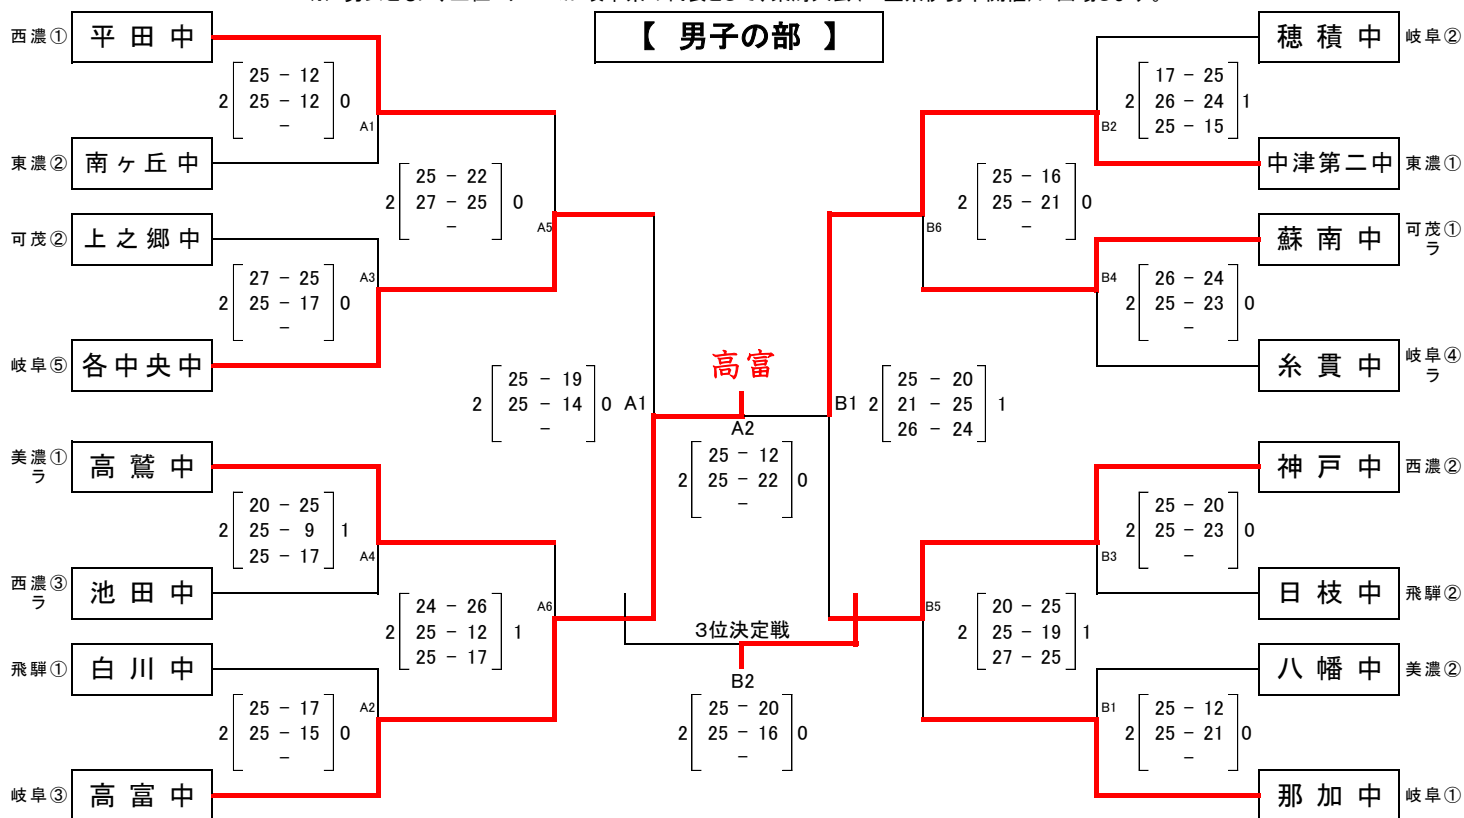 【 男子の部 】
西濃① 平田中
25 - 12
2 25 - 12 0
-
A1
東濃② 南ヶ丘中
25 - 22
2 27 - 25 0
-
A5
可茂② 上之郷中
27 - 25
2 25 - 17 0
-
A3
岐阜⑤ 各中央中
25 - 19
2 25 - 14 0 A1
-
美濃① 高鷲中
ラ
20 - 25
2 25 - 9 1
25 - 17
A4
西濃③ 池田中
ラ
24 - 26
2 25 - 12 1
25 - 17
A6
飛騨① 白川中
25 - 17
2 25 - 15 0
-
A2
岐阜③ 高富中
高富
A2
25 - 12
2 25 - 22 0
-
3位決定戦
B2
25 - 20
2 25 - 16 0
-
穂積中 岐阜②
17 - 25
2 26 - 24 1
25 - 15
B2
中津第二中 東濃①
25 - 16
2 25 - 21 0
-
B6
蘇南中 可茂①
ラ
26 - 24
2 25 - 23 0
-
B4
糸貫中 岐阜④
ラ
25 - 20
B1 2 21 - 25 1
26 - 24
神戸中 西濃②
25 - 20
2 25 - 23 0
-
B3
日枝中 飛騨②
20 - 25
2 25 - 19 1
27 - 25
B5
八幡中 美濃②
25 - 12
2 25 - 21 0
-
B1
那加中 岐阜①